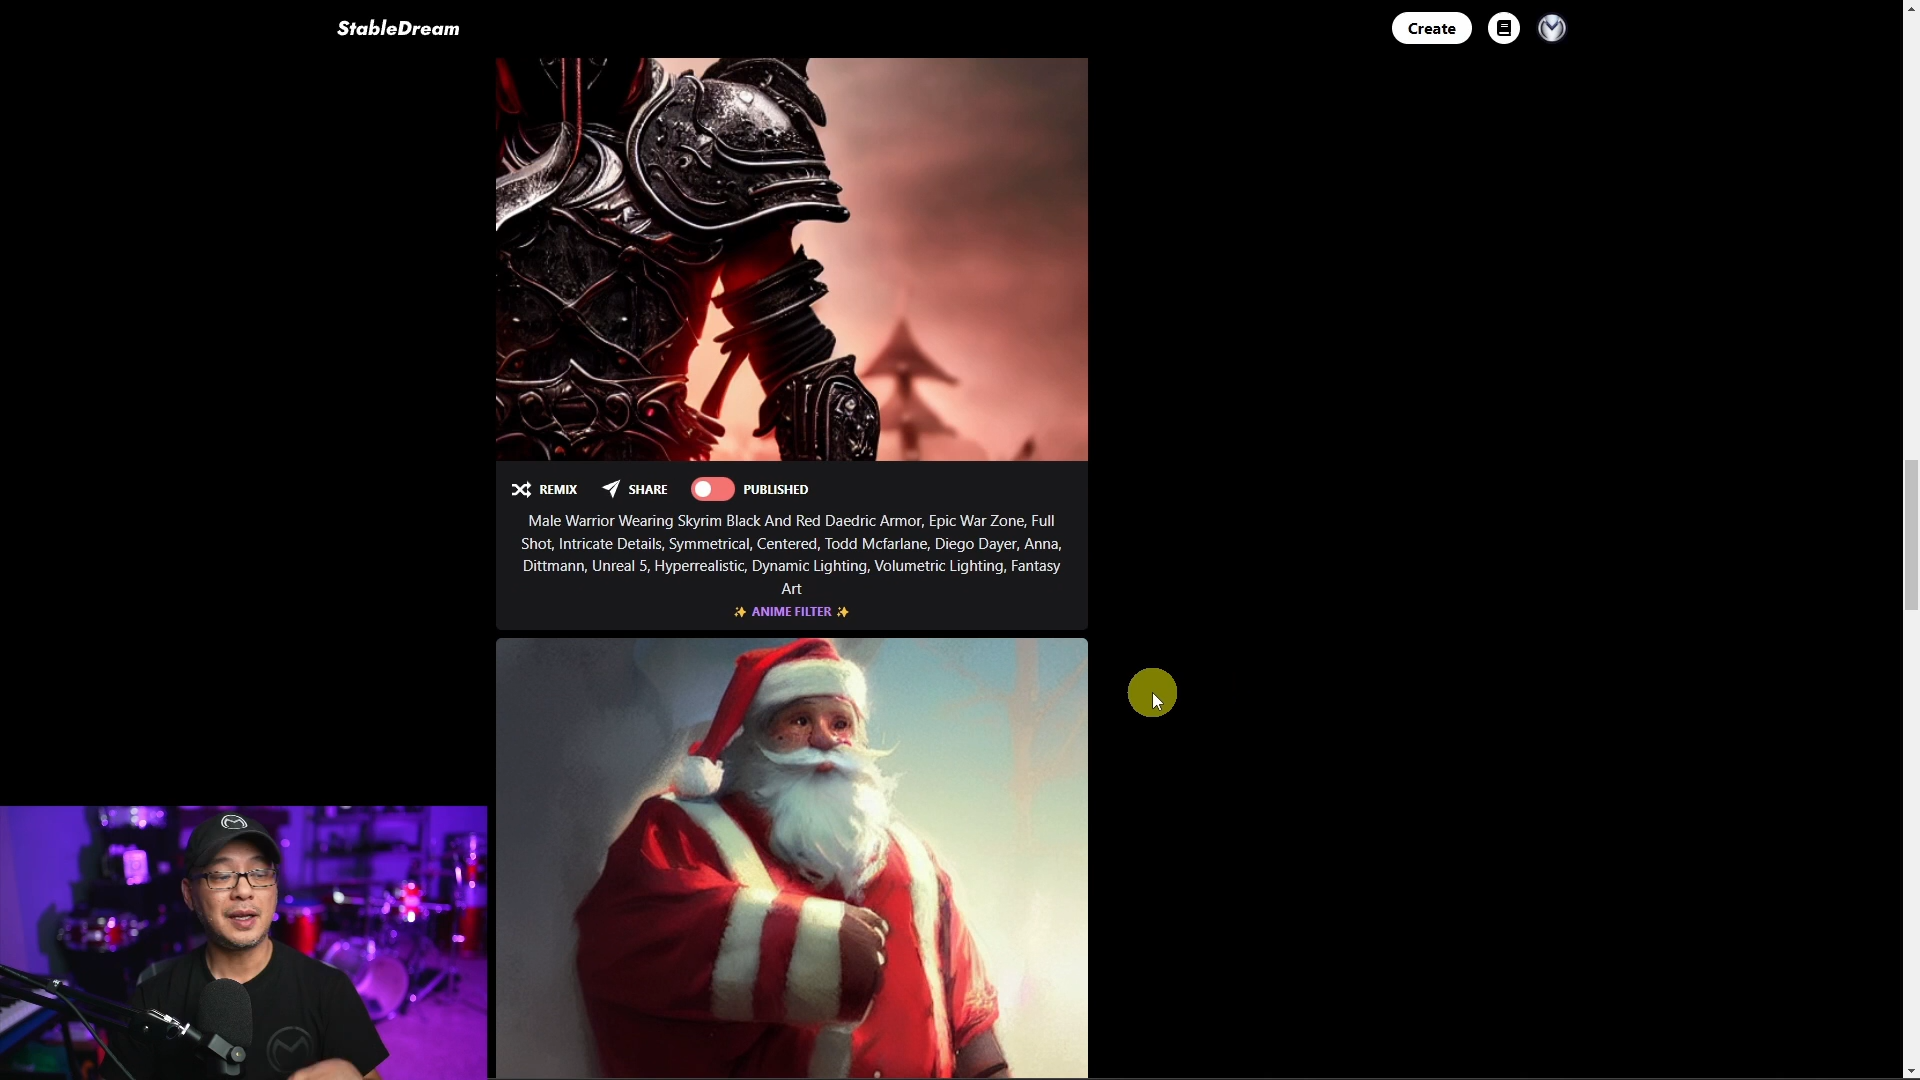 StableDream
Create
REMIX SHARE PUBLISHED
Male Warrior Wearing Skyrim Black And Red Daedric Armor, Epic War Zone, Full
Shot, Intricate Details, Symmetrical, Centered, Todd Mcfarlane, Diego Dayer, Anna,
Dittmann, Unreal 5, Hyperrealistic, Dynamic Lighting, Volumetric Lighting, Fantasy
Art
✨ ANIME FILTER ✨